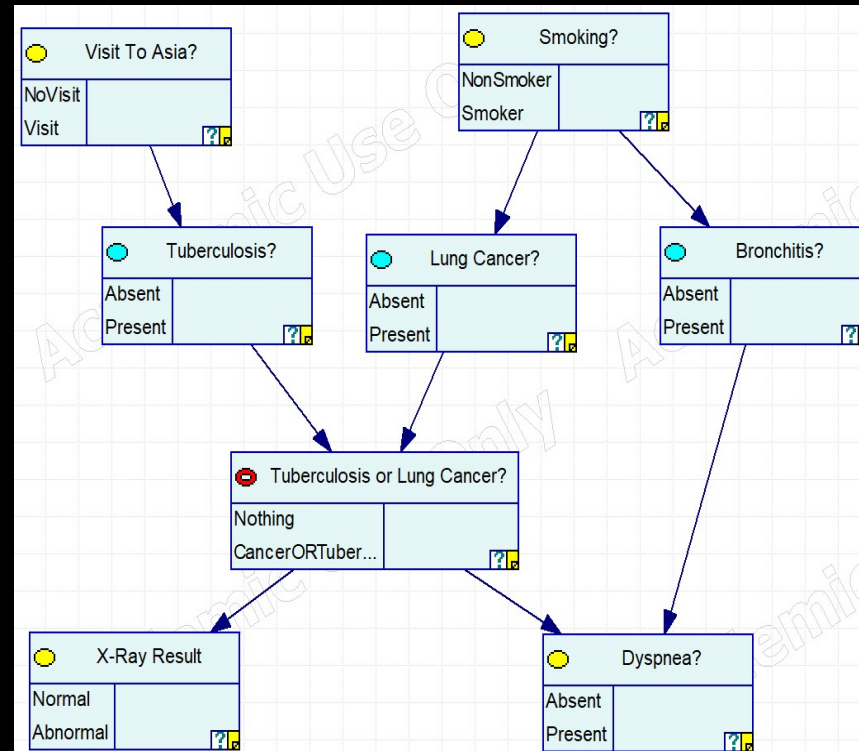 Visit To Asia?
NoVisit
Visit
?
Smoking?
NonSmoker
Smoker
?
Tuberculosis?
Absent
Present
?
Lung Cancer?
Absent
Present
?
Bronchitis?
Absent
Present
?
Tuberculosis or Lung Cancer?
Nothing
CancerORTuber...
?
X-Ray Result
Normal
Abnormal
?
Dyspnea?
Absent
Present
?